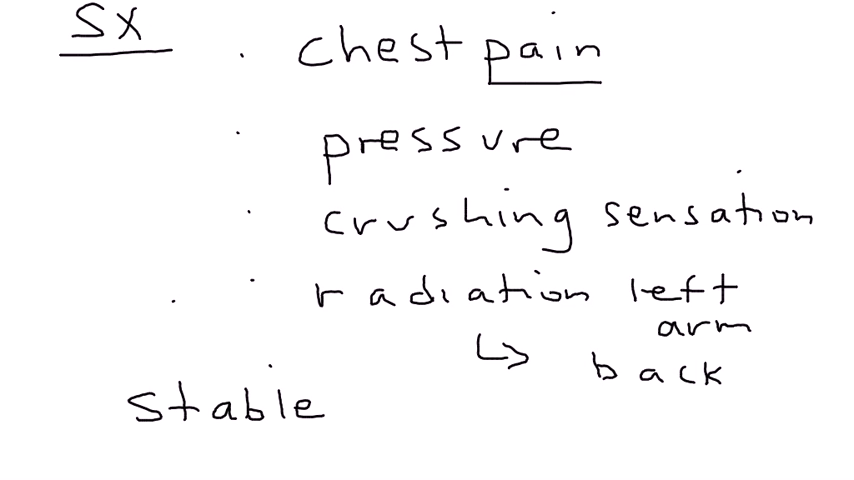 SX . chest pain
. pressure
. crushing sensation
. radiation left
arm
↳ back
stable